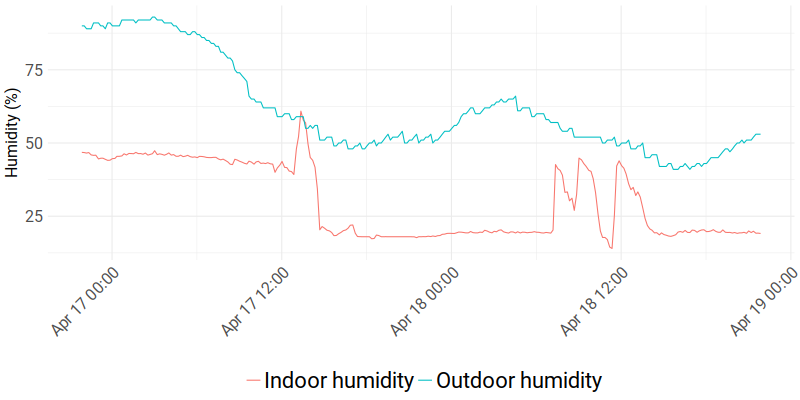 Humidity (%)
75
50
25
Apr 17 00:00
Apr 17 12:00
Apr 18 00:00
Apr 18 12:00
Apr 19 00:00
Indoor humidity
Outdoor humidity